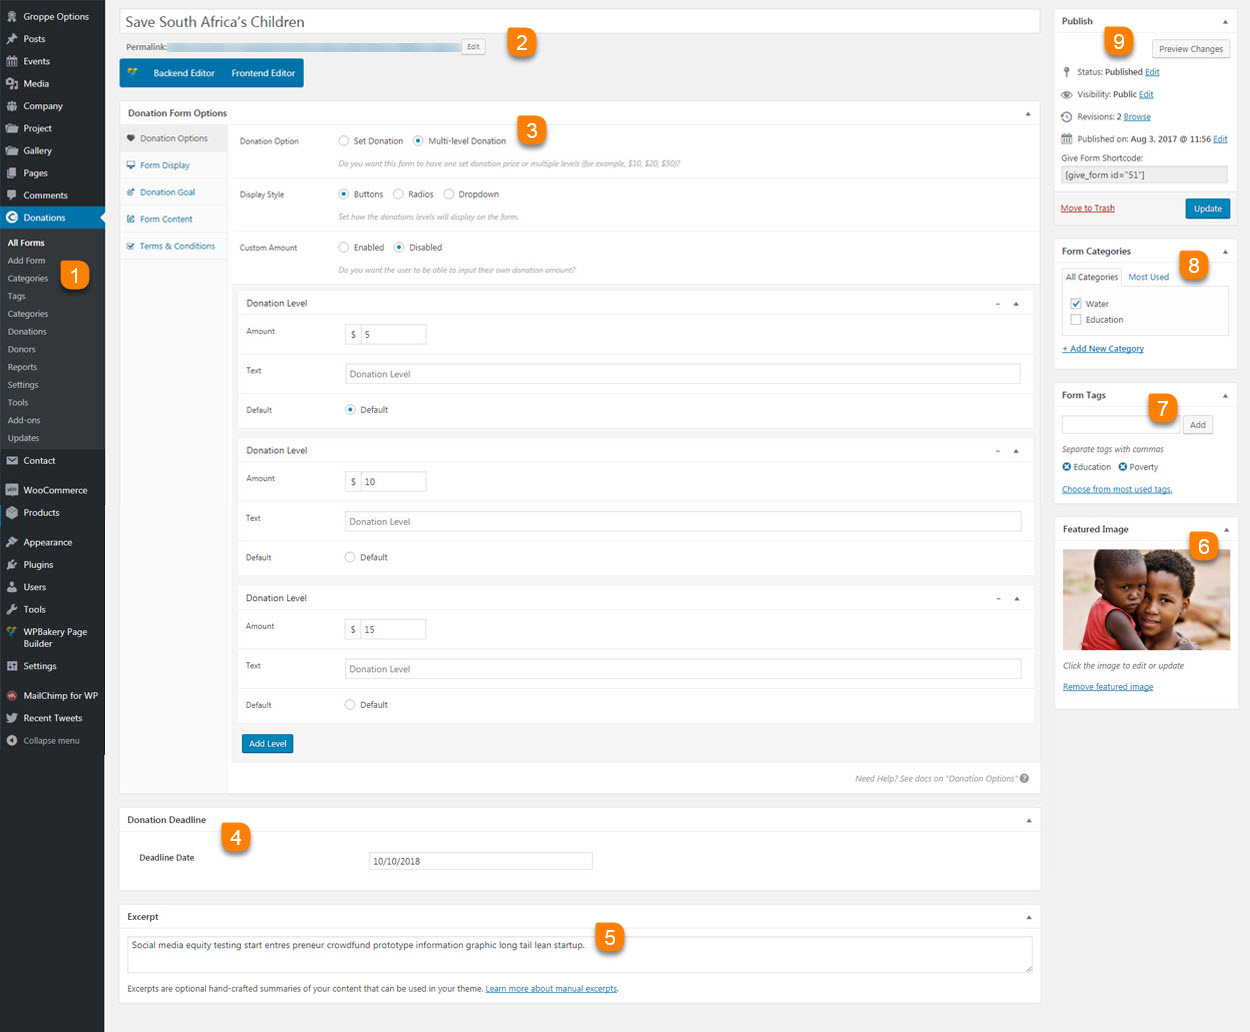 Groppe Options
Posts
Events
Media
Company
Project
Gallery
Pages
Comments
Donations
All Forms
Add Form
Categories
Tags
Categories
Donations
Donors
Reports
Settings
Tools
Add-ons
Updates
Contact
WooCommerce
Products
Appearance
Plugins
Users
Tools
WPBakery Page
Builder
Settings
MailChimp for WP
Recent Tweets
Collapse menu
1
Save South Africa's Children
Permalink:
Edit
2
Backend Editor Frontend Editor
Donation Form Options
Donation Options
Form Display
Donation Goal
Form Content
Terms & Conditions
3
Donation Option Set Donation Multi-level Donation
Do you want this form to have one set donation price or multiple levels (for example, $10, $20, $50)?
Display Style Buttons Radios Dropdown
Set how the donations levels will display on the form.
Custom Amount Enabled Disabled
Do you want the user to be able to input their own donation amount?
Donation Level
Amount $ 5
Text Donation Level
Default Default
Donation Level
Amount $ 10
Text Donation Level
Default Default
Donation Level
Amount $ 15
Text Donation Level
Default Default
Add Level
Need Help? See docs on "Donation Options" ?
Donation Deadline
4
Deadline Date 10/10/2018
Excerpt
5
Social media equity testing start entres preneur crowdfund prototype information graphic long tail lean startup.
Excerpts are optional hand-crafted summaries of your content that can be used in your theme. Learn more about manual excerpts.
Publish
9
Preview Changes
Status: Published Edit
Visibility: Public Edit
Revisions: 2 Browse
Published on: Aug 3, 2017 @ 11:56 Edit
Give Form Shortcode:
[give_form id="51"]
Move to Trash Update
Form Categories
8
All Categories Most Used
Water
Education
+ Add New Category
Form Tags
7
Add
Separate tags with commas
Education Poverty
Choose from most used tags.
Featured Image
6
Click the image to edit or update
Remove featured image